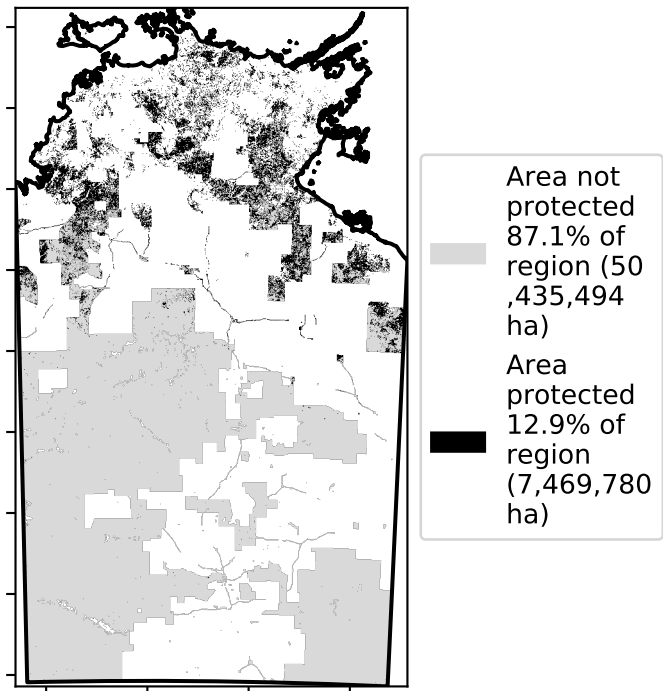 Area not
protected
87.1% of
region (50
,435,494
ha)
Area
protected
12.9% of
region
(7,469,780
ha)